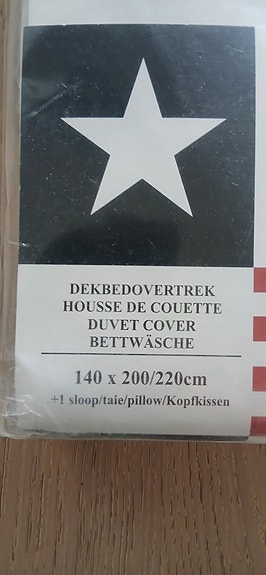 DEKBEDOVERTREK
HOUSSE DE COUETTE
DUVET COVER
BETTWÄSCHE
140 x 200/220cm
+1 sloop/taie/pillow/Kopfkissen